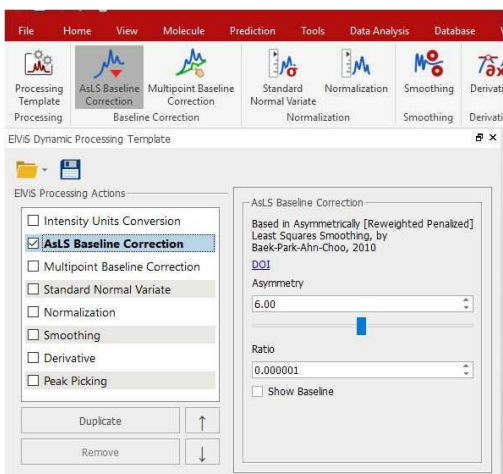 File Home View Molecule Prediction Tools Data Analysis Database
Processing Template
AsLS Baseline Correction
Multipoint Baseline Correction
Standard Normal Variate
Normalization
Smoothing
Processing Baseline Correction Normalization Smoothing
ElViS Dynamic Processing Template
ElViS Processing Actions
Intensity Units Conversion
AsLS Baseline Correction
Multipoint Baseline Correction
Standard Normal Variate
Normalization
Smoothing
Derivative
Peak Picking
Duplicate
Remove
AsLS Baseline Correction
Based in Asymmetrically [Reweighted Penalized]
Least Squares Smoothing, by
Baek-Park-Ahn-Choo, 2010
DOI
Asymmetry
6.00
Ratio
0.000001
Show Baseline